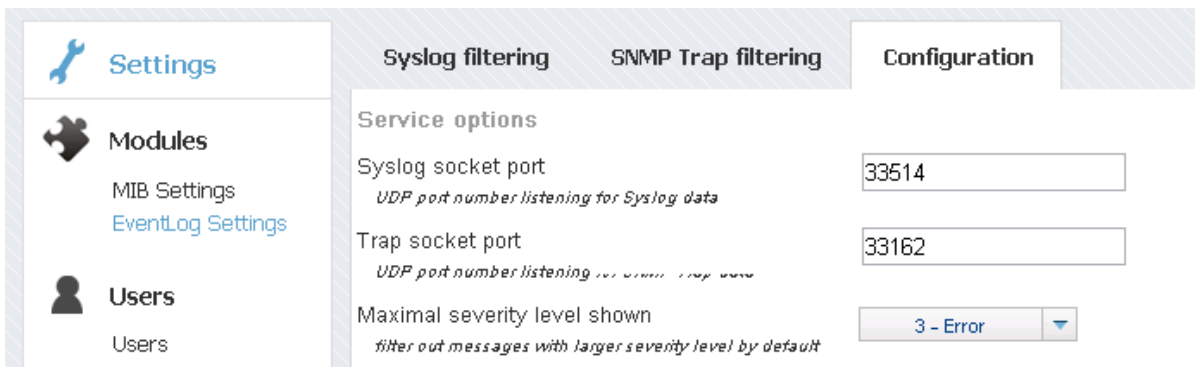 Settings
Modules
MIB Settings
EventLog Settings
Users
Users
Syslog filtering
SNMP Trap filtering
Configuration
Service options
Syslog socket port
33514
UDP port number listening for Syslog data
Trap socket port
33162
UDP port number listening
Maximal severity level shown
3 - Error
filter out messages with larger severity level by default